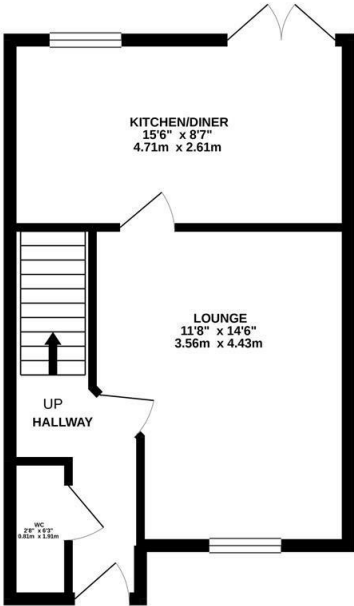 KITCHEN/DINER
15'6" x 8'7"
4.71m x 2.61m
LOUNGE
11'8" x 14'6"
3.56m x 4.43m
UP
HALLWAY
WC
2'8" x 6'3"
0.81m x 1.91m